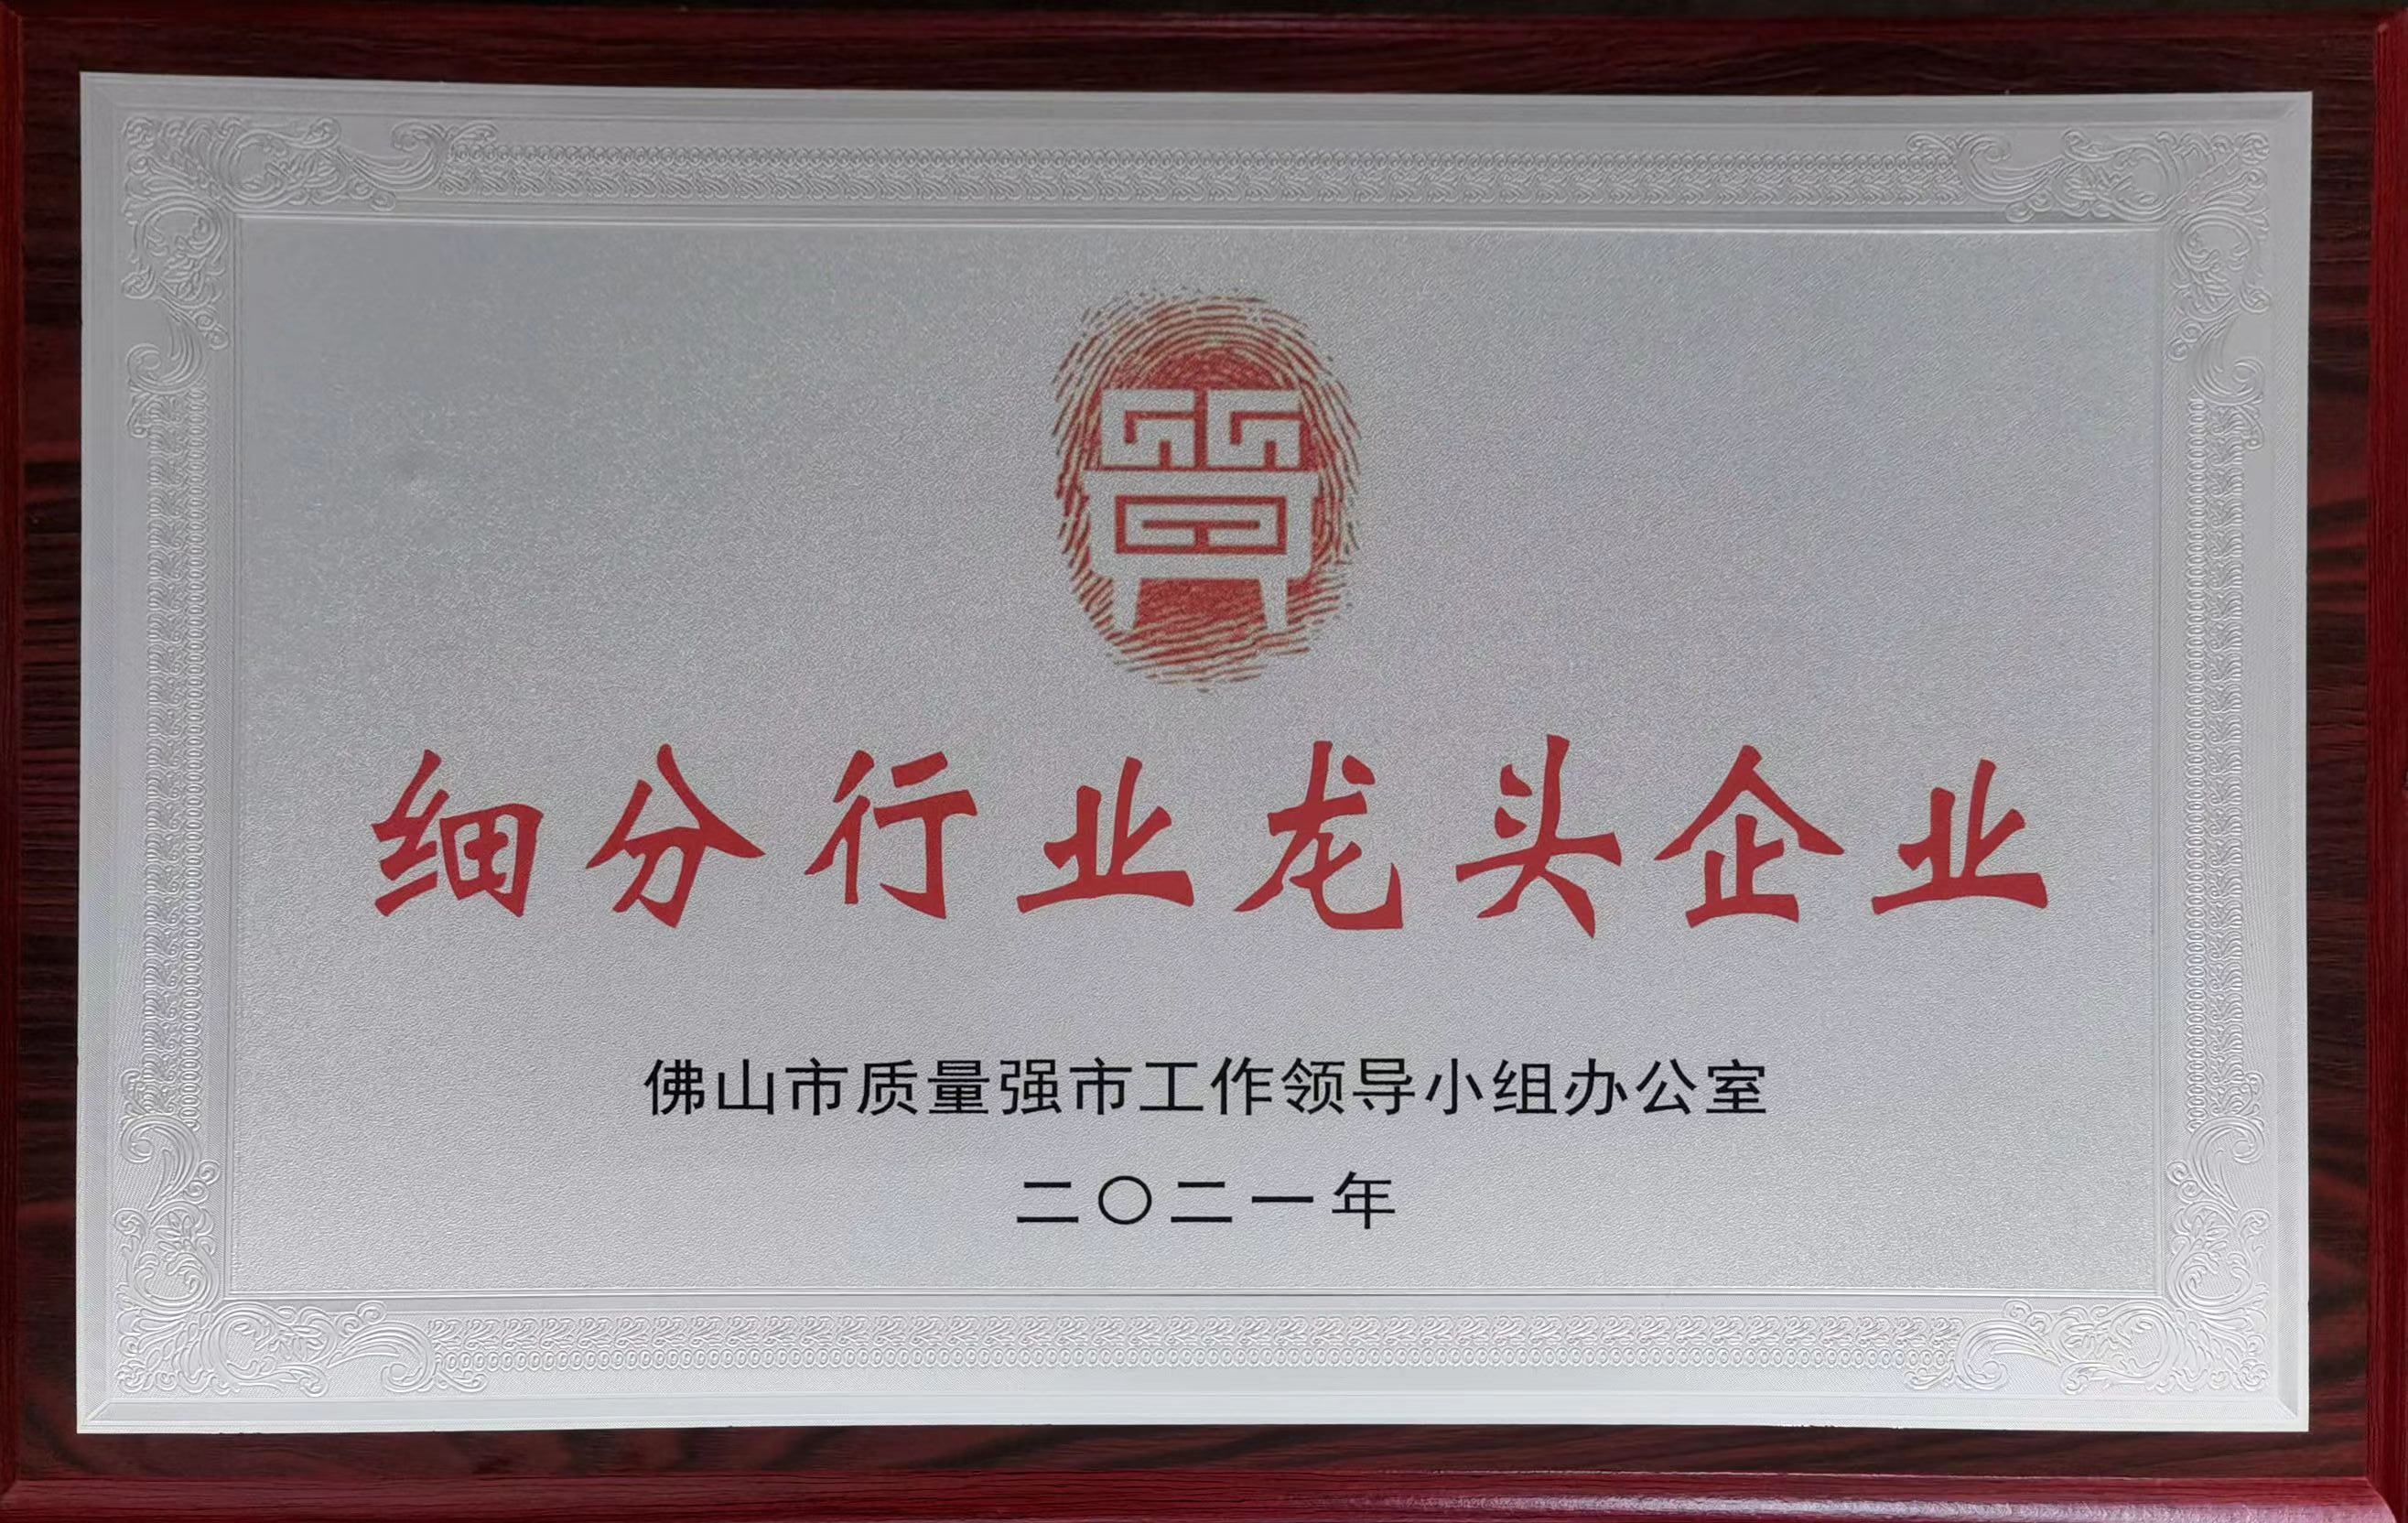 細分行业龙头企业
佛山市质量强市工作领导小组办公室
二〇二一年